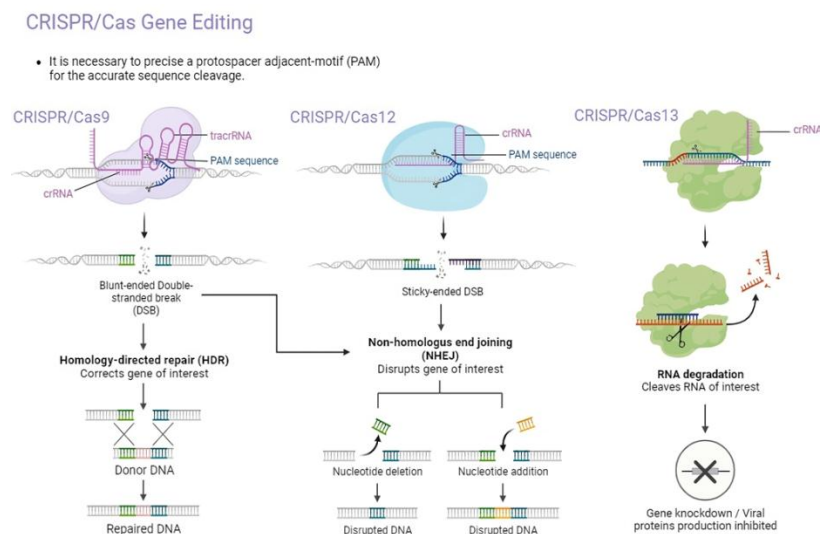 CRISPR/Cas Gene Editing
• It is necessary to precise a protospacer adjacent-motif (PAM)
for the accurate sequence cleavage.
CRISPR/Cas9
tracrRNA
PAM sequence
crRNA
Blunt-ended Double-
stranded break
(DSB)
Homology-directed repair (HDR)
Corrects gene of interest
Donor DNA
Repaired DNA
CRISPR/Cas12
crRNA
PAM sequence
Sticky-ended DSB
Non-homologus end joining
(NHEJ)
Disrupts gene of interest
Nucleotide deletion
Nucleotide addition
Disrupted DNA
Disrupted DNA
CRISPR/Cas13
crRNA
RNA degradation
Cleaves RNA of interest
Gene knockdown / Viral
proteins production inhibited